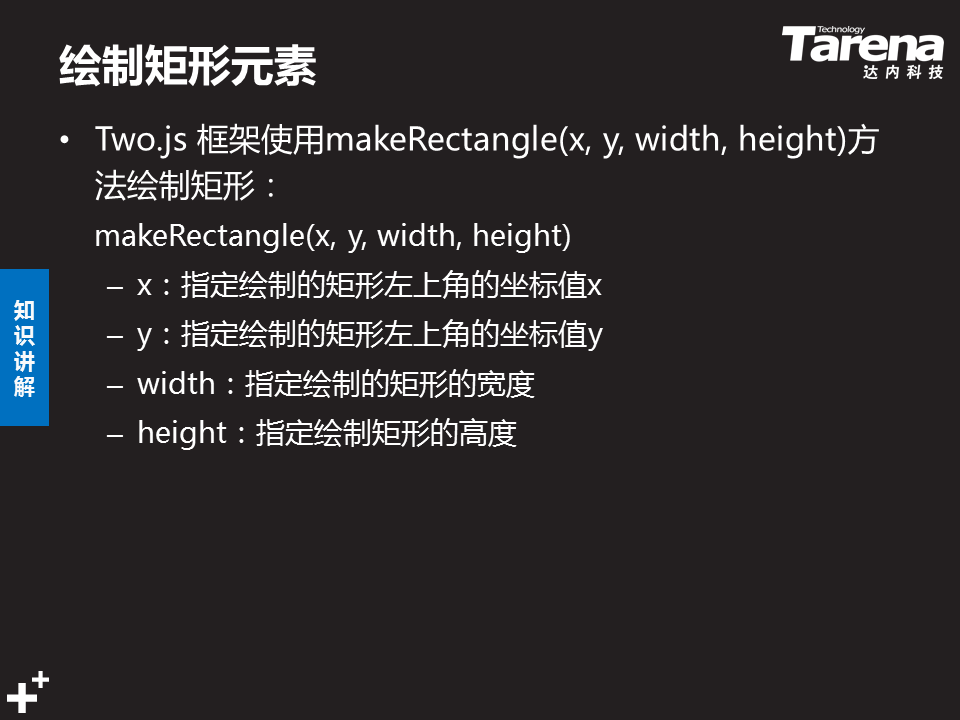 绘制矩形元素
Technology
Tarena
达内科技
• Two.js 框架使用makeRectangle(x, y, width, height)方
法绘制矩形：
makeRectangle(x, y, width, height)
– x：指定绘制的矩形左上角的坐标值x
– y：指定绘制的矩形左上角的坐标值y
– width：指定绘制的矩形的宽度
– height：指定绘制矩形的高度
知
识
讲
解